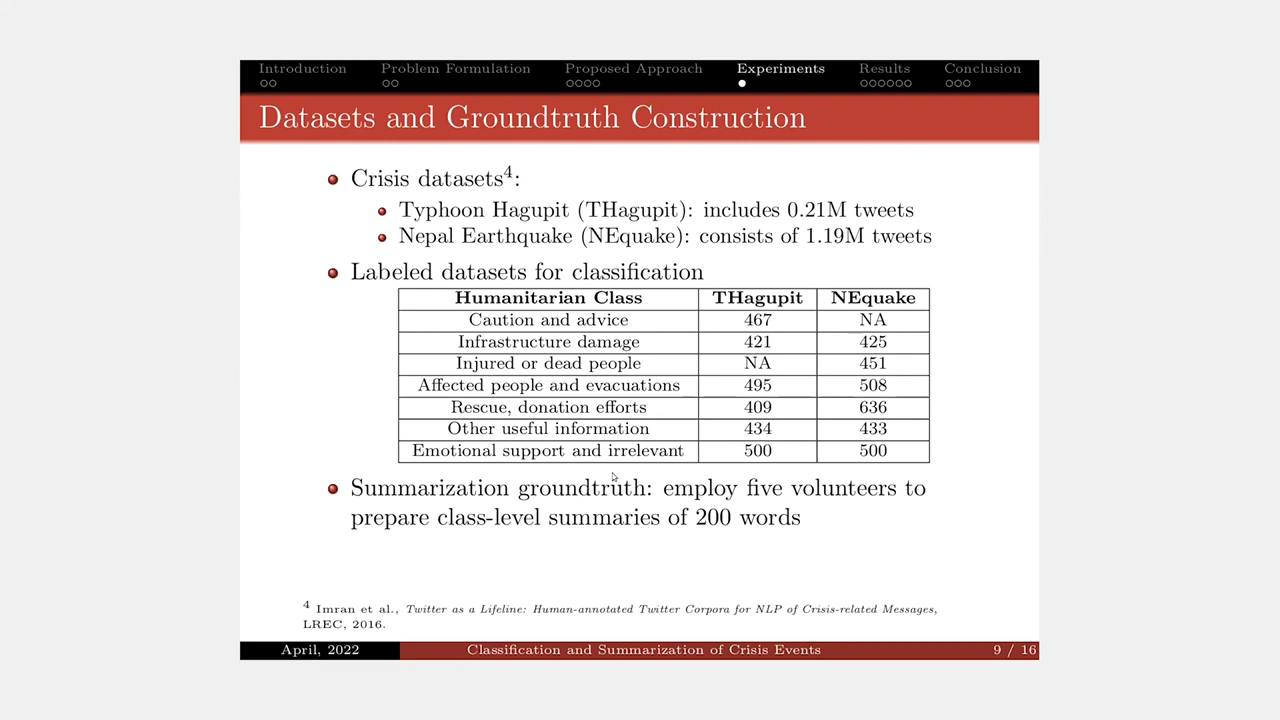 Introduction Problem Formulation Proposed Approach Experiments Results Conclusion
Datasets and Groundtruth Construction
Crisis datasets4:
Typhoon Hagupit (THagupit): includes 0.21M tweets
Nepal Earthquake (NEquake): consists of 1.19M tweets
Labeled datasets for classification
Humanitarian Class THagupit NEquake
Caution and advice 467 NA
Infrastructure damage 421 425
Injured or dead people NA 451
Affected people and evacuations 495 508
Rescue, donation efforts 409 636
Other useful information 434 433
Emotional support and irrelevant 500 500
Summarization groundtruth: employ five volunteers to
prepare class-level summaries of 200 words
4 Imran et al., Twitter as a Lifeline: Human-annotated Twitter Corpora for NLP of Crisis-related Messages,
LREC, 2016.
April, 2022 Classification and Summarization of Crisis Events 9 / 16